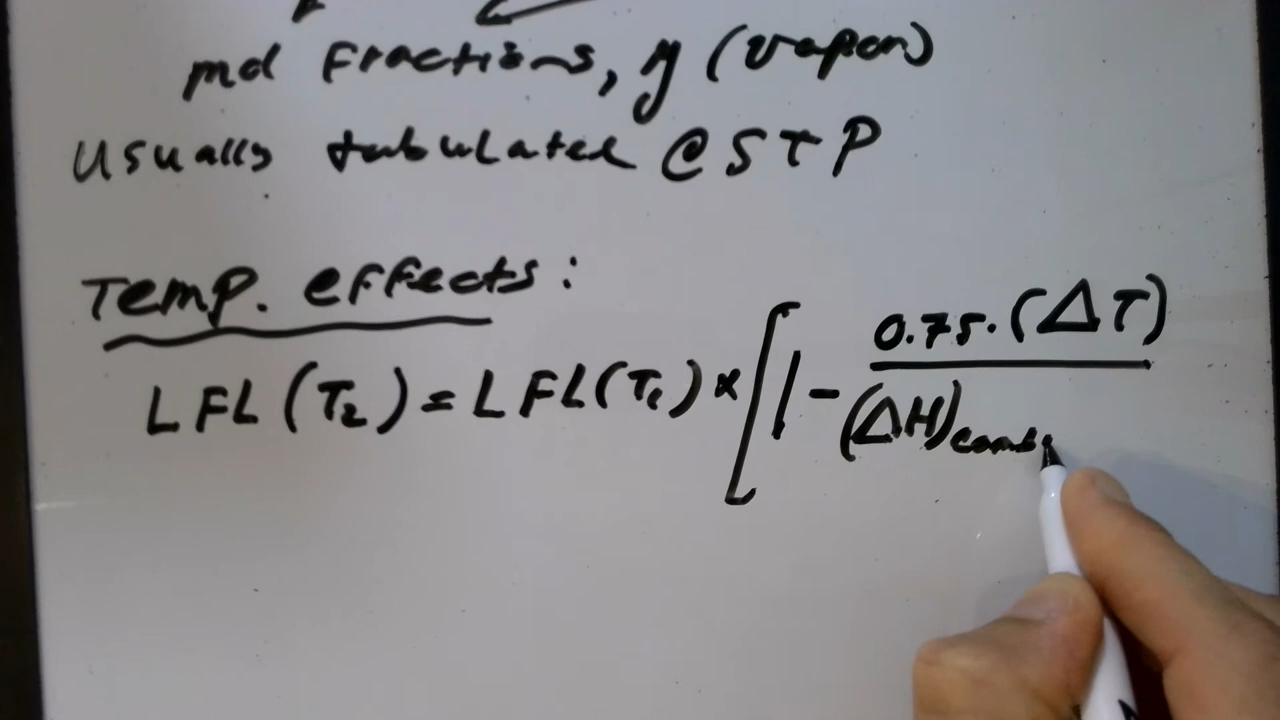 mol fractions, y (vapor)
Usually tabulated @ STP
Temp. effects:
LFL (T2) = LFL(T1) × [ 1 - 0.75·(ΔT) / (ΔH)comb